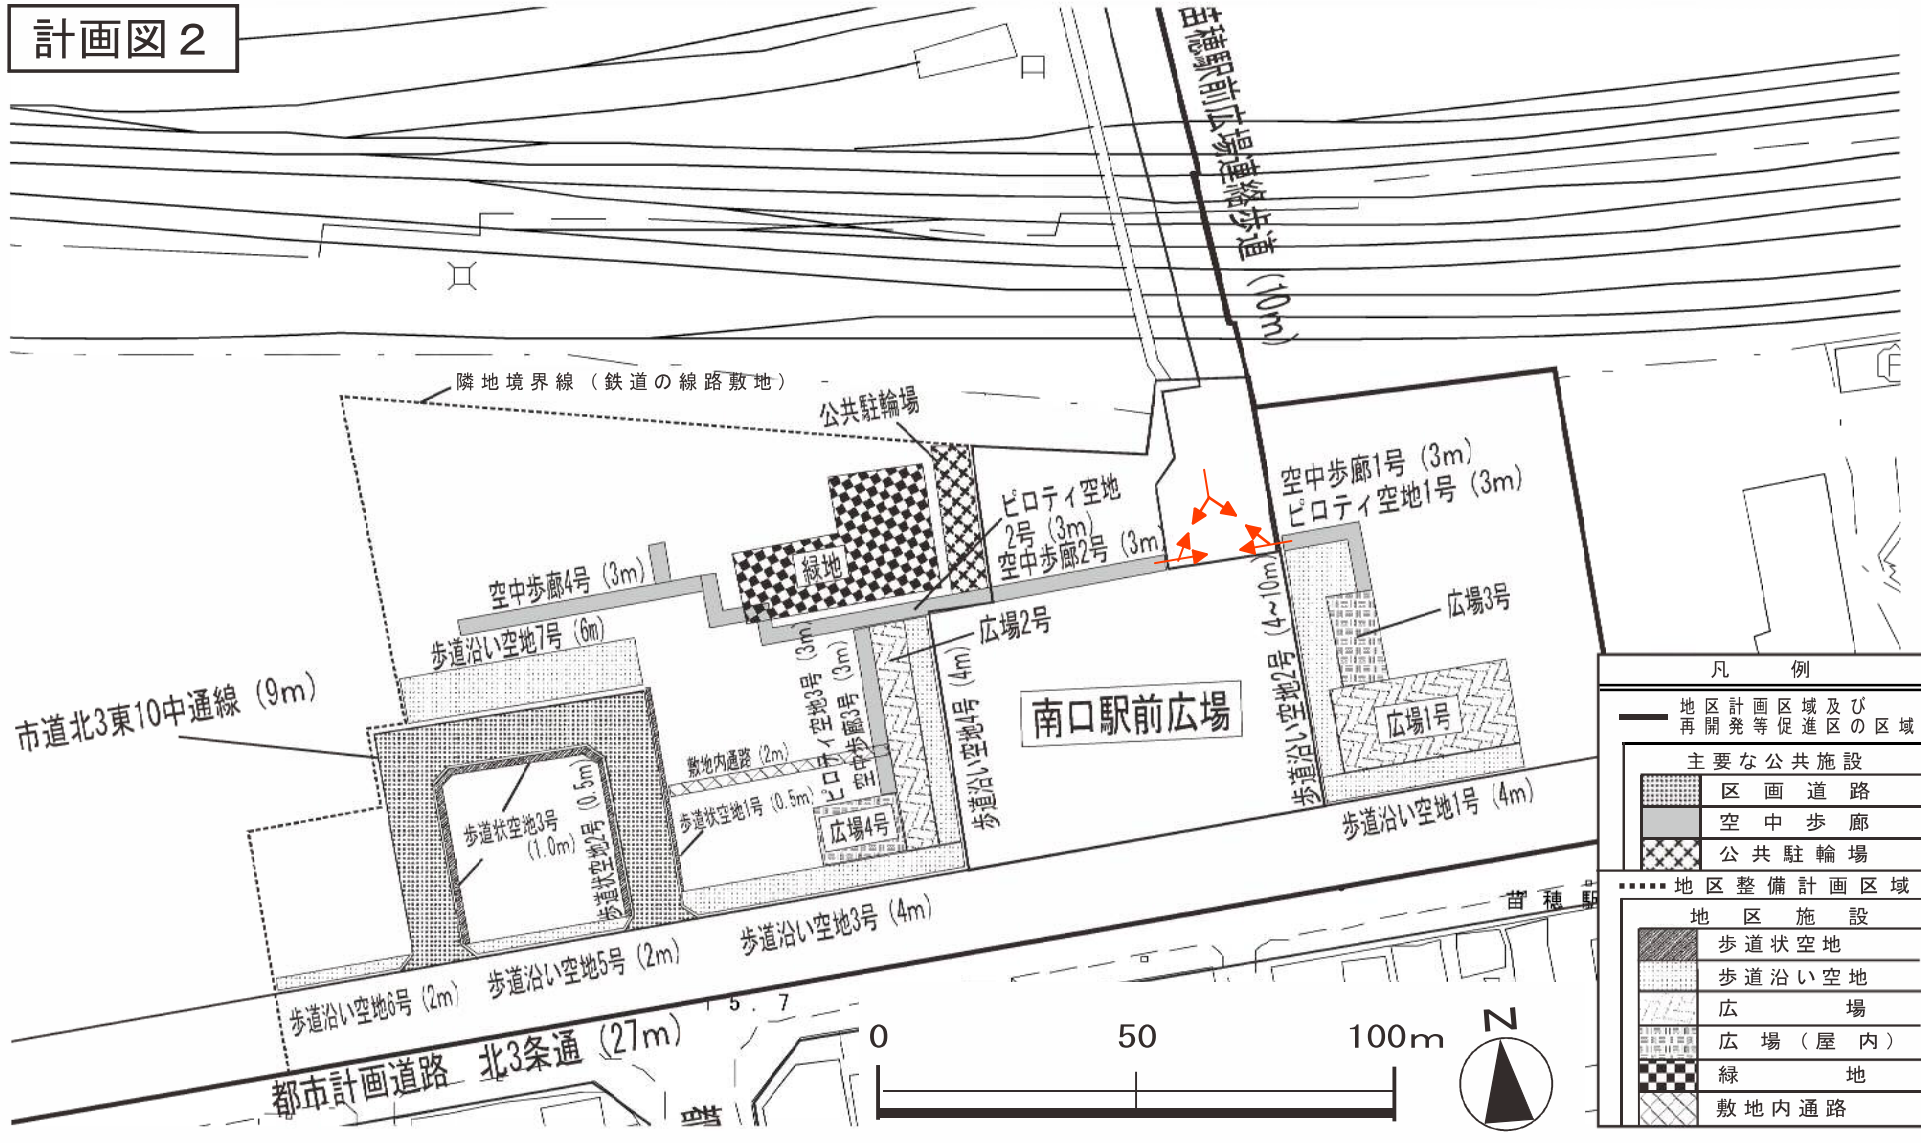 計画図２
苗穂駅前広場連絡歩道（10m）
隣地境界線（鉄道の線路敷地）
公共駐輪場
空中歩廊1号（3m）
ピロティ空地1号（3m）
ピロティ空地
2号（3m）
空中歩廊2号（3m）
緑地
空中歩廊4号（3m）
歩道沿い空地7号（6m）
広場2号
広場3号
市道北3東10中通線（9m）
ピロティ空地3号（3m）
空中歩廊3号（3m）
歩道沿い空地4号（4m）
南口駅前広場
歩道沿い空地2号（4～10m）
広場1号
敷地内通路（2m）
歩道状空地1号（0.5m）
歩道状空地3号
（1.0m）
歩道状空地2号（0.5m）
広場4号
歩道沿い空地1号（4m）
歩道沿い空地3号（4m）
歩道沿い空地5号（2m）
歩道沿い空地6号（2m）
都市計画道路　北3条通（27m）
苗穂駅
5.7
0
50
100m
N
凡例
地区計画区域及び
再開発等促進区の区域
主要な公共施設
区画道路
空中歩廊
公共駐輪場
地区整備計画区域
地区施設
歩道状空地
歩道沿い空地
広場
広場（屋内）
緑地
敷地内通路